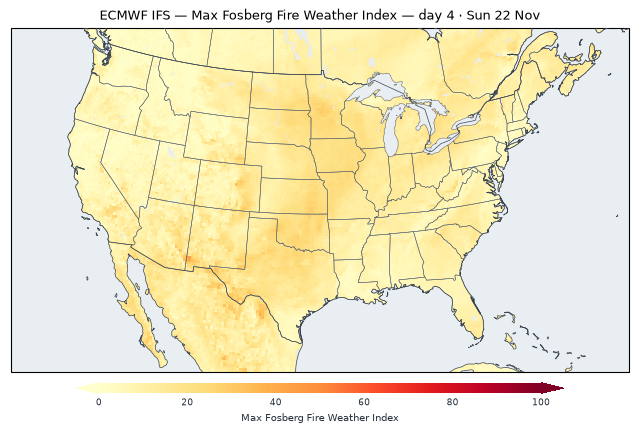 ECMWF IFS — Max Fosberg Fire Weather Index — day 4 · Sun 22 Nov
0 20 40 60 80 100
Max Fosberg Fire Weather Index